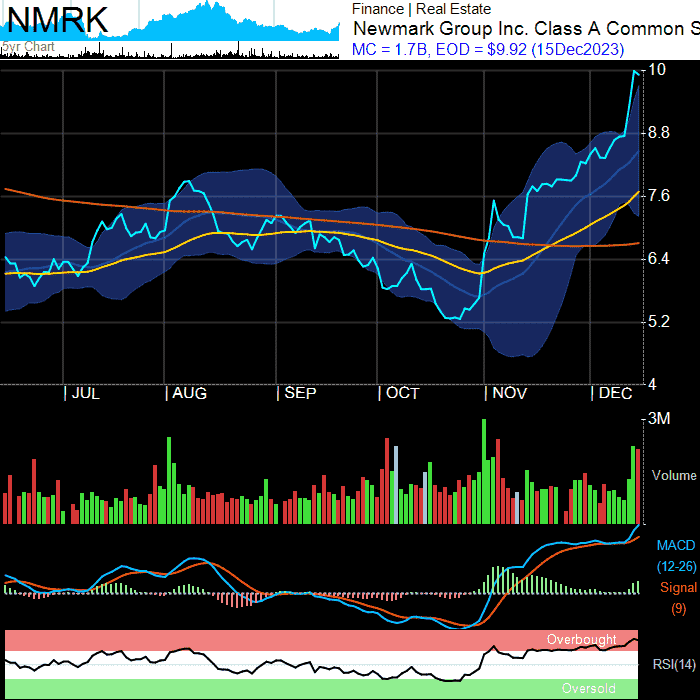 NMRK
5yr Chart
Finance | Real Estate
Newmark Group Inc. Class A Common S
MC = 1.7B, EOD = $9.92 (15Dec2023)
10
8.8
7.6
6.4
5.2
4
| JUL | AUG | SEP | OCT | NOV | DEC
3M
Volume
MACD
(12-26)
Signal
(9)
Overbought
RSI(14)
Oversold